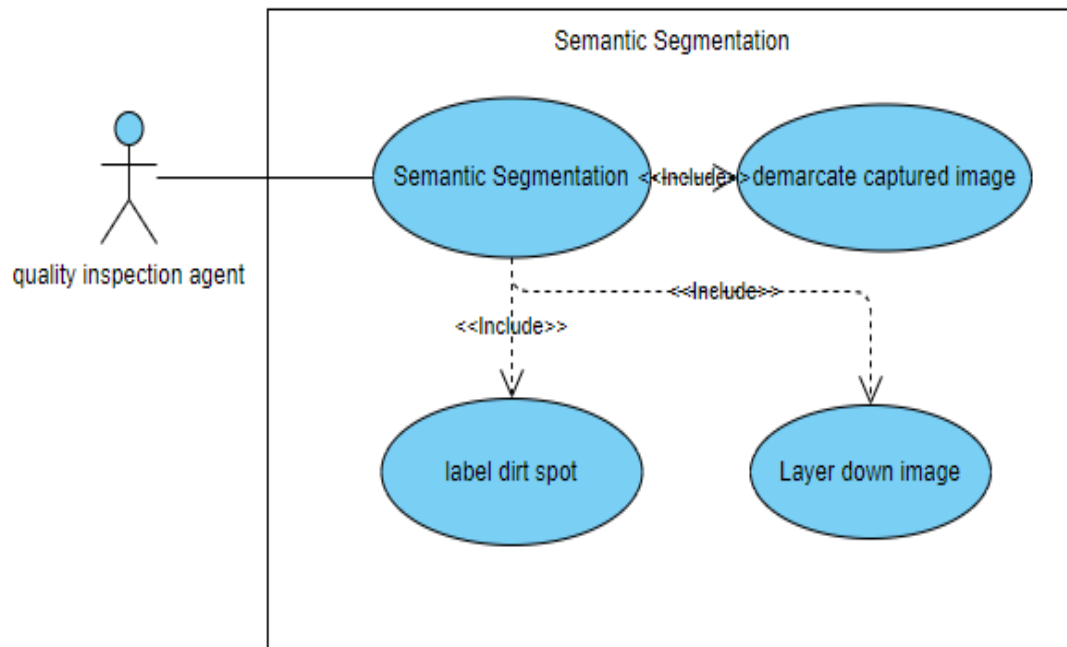 Semantic Segmentation
Semantic Segmentation
<<Include>>
demarcate captured image
quality inspection agent
<<Include>>
<<Include>>
label dirt spot
Layer down image